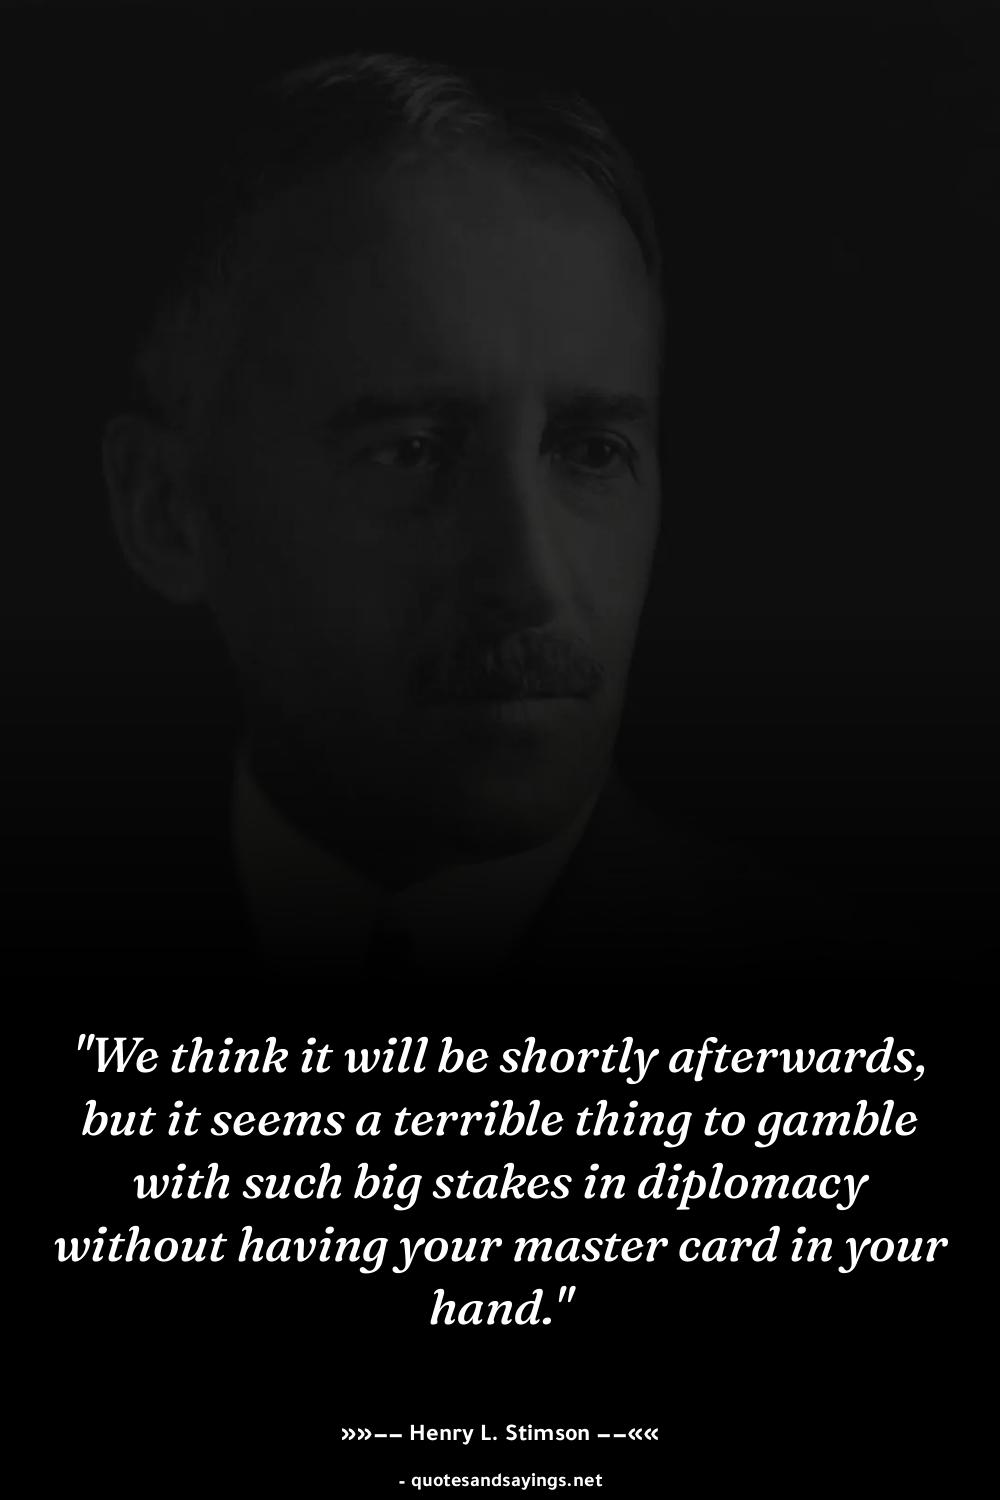 "We think it will be shortly afterwards,
but it seems a terrible thing to gamble
with such big stakes in diplomacy
without having your master card in your
hand."
»»–– Henry L. Stimson ––««
- quotesandsayings.net